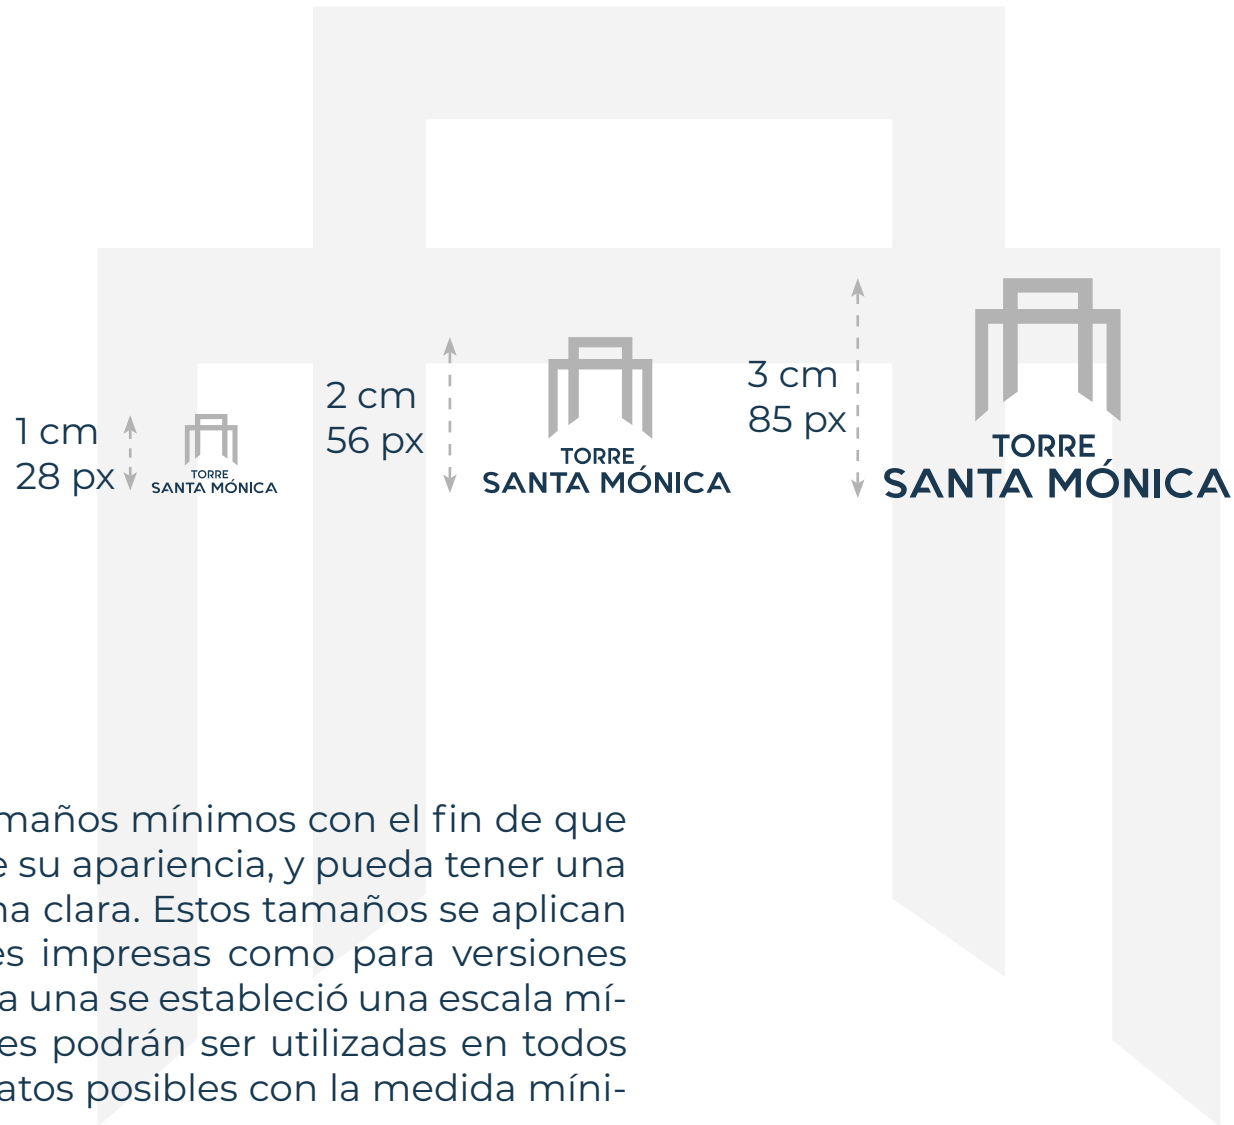 1 cm
28 px
TORRE
SANTA MÓNICA
2 cm
56 px
TORRE
SANTA MÓNICA
3 cm
85 px
TORRE
SANTA MÓNICA
maños mínimos con el fin de que
e su apariencia, y pueda tener una
na clara. Estos tamaños se aplican
es impresas como para versiones
a una se estableció una escala mí-
es podrán ser utilizadas en todos
atos posibles con la medida míni-